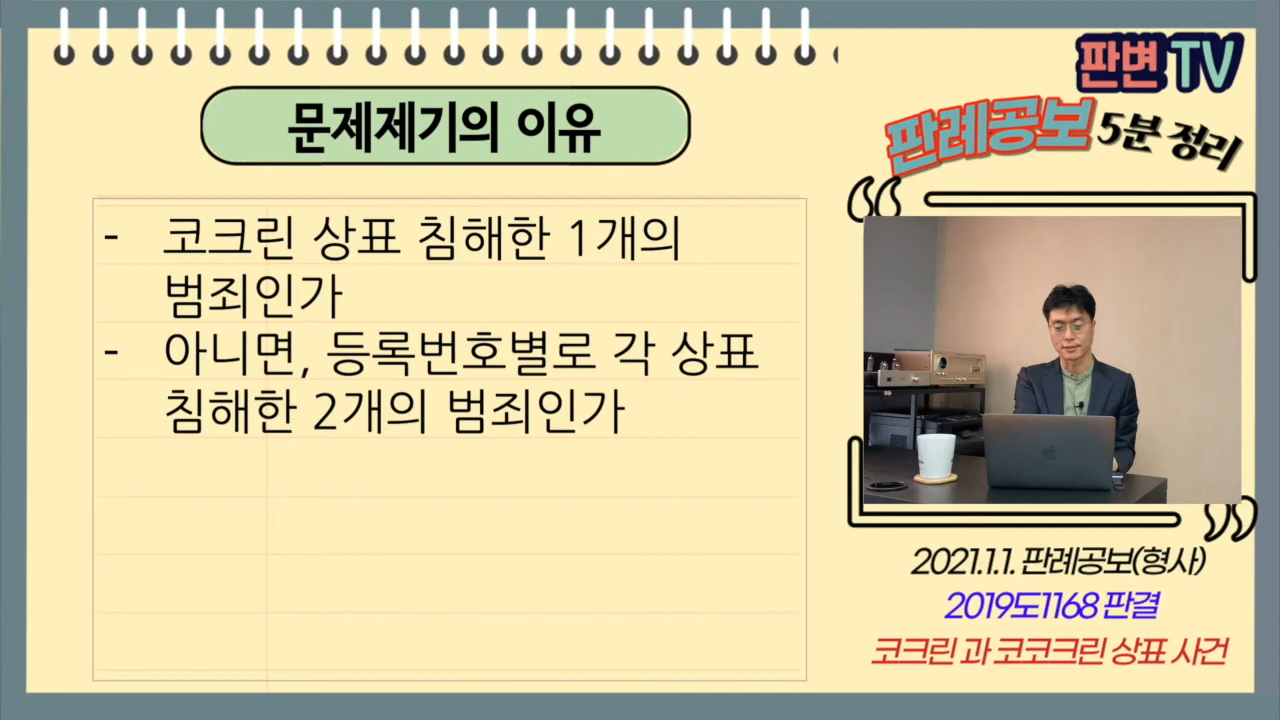 문제제기의 이유
- 코크린 상표 침해한 1개의
범죄인가
- 아니면, 등록번호별로 각 상표
침해한 2개의 범죄인가
판변 TV
판례공보 5분 정리
2021.1.1. 판례공보(형사)
2019도1168 판결
코크린 과 코코크린 상표 사건